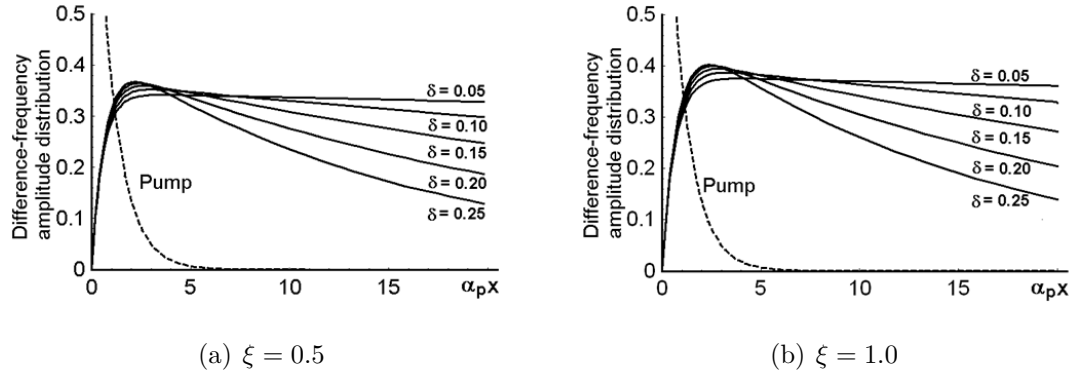 Difference-frequency
amplitude distribution
0.5
0.4
0.3
0.2
0.1
0
0
5
10
15
αpx
Pump
δ = 0.05
δ = 0.10
δ = 0.15
δ = 0.20
δ = 0.25
(a) ξ = 0.5
Difference-frequency
amplitude distribution
0.5
0.4
0.3
0.2
0.1
0
0
5
10
15
αpx
Pump
δ = 0.05
δ = 0.10
δ = 0.15
δ = 0.20
δ = 0.25
(b) ξ = 1.0